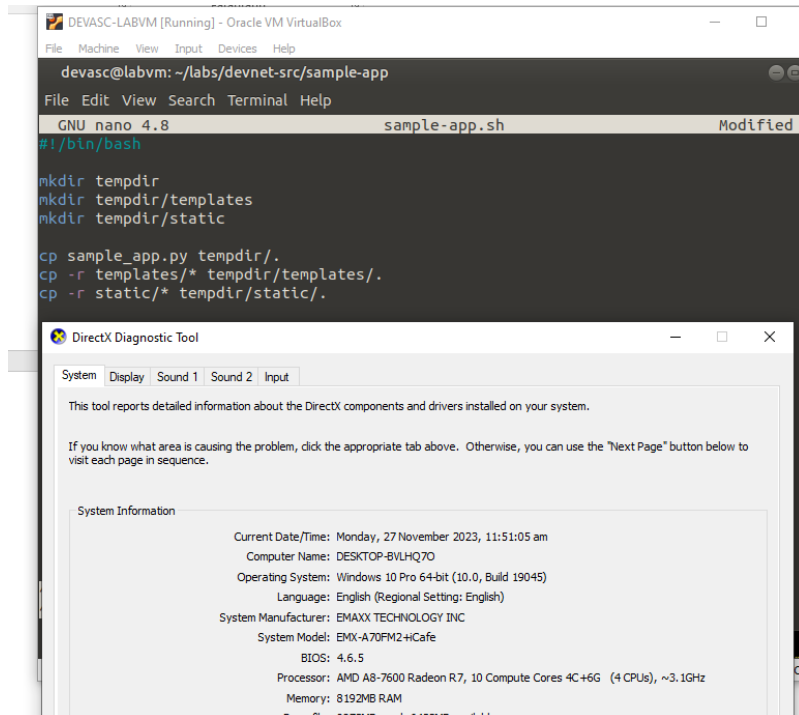 DEVASC-LABVM [Running] - Oracle VM VirtualBox
File Machine View Input Devices Help
devasc@labvm: ~/labs/devnet-src/sample-app
File Edit View Search Terminal Help
GNU nano 4.8 sample-app.sh Modified
#!/bin/bash
mkdir tempdir
mkdir tempdir/templates
mkdir tempdir/static
cp sample_app.py tempdir/.
cp -r templates/* tempdir/templates/.
cp -r static/* tempdir/static/.
DirectX Diagnostic Tool
System Display Sound 1 Sound 2 Input
This tool reports detailed information about the DirectX components and drivers installed on your system.
If you know what area is causing the problem, click the appropriate tab above. Otherwise, you can use the "Next Page" button below to
visit each page in sequence.
System Information
Current Date/Time: Monday, 27 November 2023, 11:51:05 am
Computer Name: DESKTOP-BVLHQ7O
Operating System: Windows 10 Pro 64-bit (10.0, Build 19045)
Language: English (Regional Setting: English)
System Manufacturer: EMAXX TECHNOLOGY INC
System Model: EMX-A70FM2+iCafe
BIOS: 4.6.5
Processor: AMD A8-7600 Radeon R7, 10 Compute Cores 4C+6G (4 CPUs), ~3.1GHz
Memory: 8192MB RAM